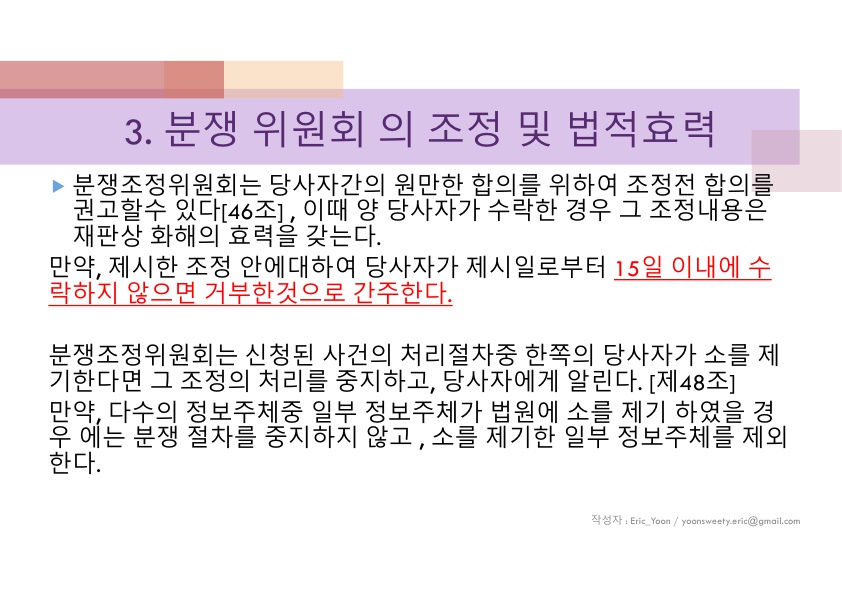 3. 분쟁 위원회 의 조정 및 법적효력
분쟁조정위원회는 당사자간의 원만한 합의를 위하여 조정전 합의를
권고할수 있다[46조] , 이때 양 당사자가 수락한 경우 그 조정내용은
재판상 화해의 효력을 갖는다.
만약, 제시한 조정 안에대하여 당사자가 제시일로부터 15일 이내에 수
락하지 않으면 거부한것으로 간주한다.
분쟁조정위원회는 신청된 사건의 처리절차중 한쪽의 당사자가 소를 제
기한다면 그 조정의 처리를 중지하고, 당사자에게 알린다. [제48조]
만약, 다수의 정보주체중 일부 정보주체가 법원에 소를 제기 하였을 경
우 에는 분쟁 절차를 중지하지 않고 , 소를 제기한 일부 정보주체를 제외
한다.
작성자 : Eric_Yoon / yoonsweety.eric@gmail.com